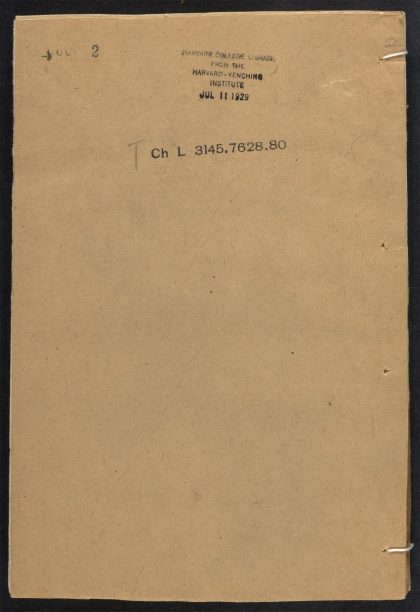 2
HARVARD COLLEGE LIBRARY
FROM THE
HARVARD-YENCHING
INSTITUTE
JUL 11 1929
T Ch L 3145.7628.80